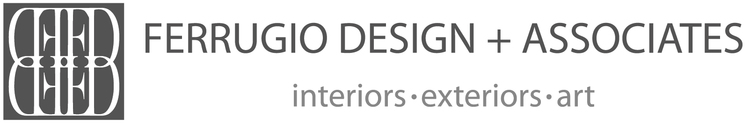 FERRUGIO DESIGN + ASSOCIATES
interiors·exteriors·art